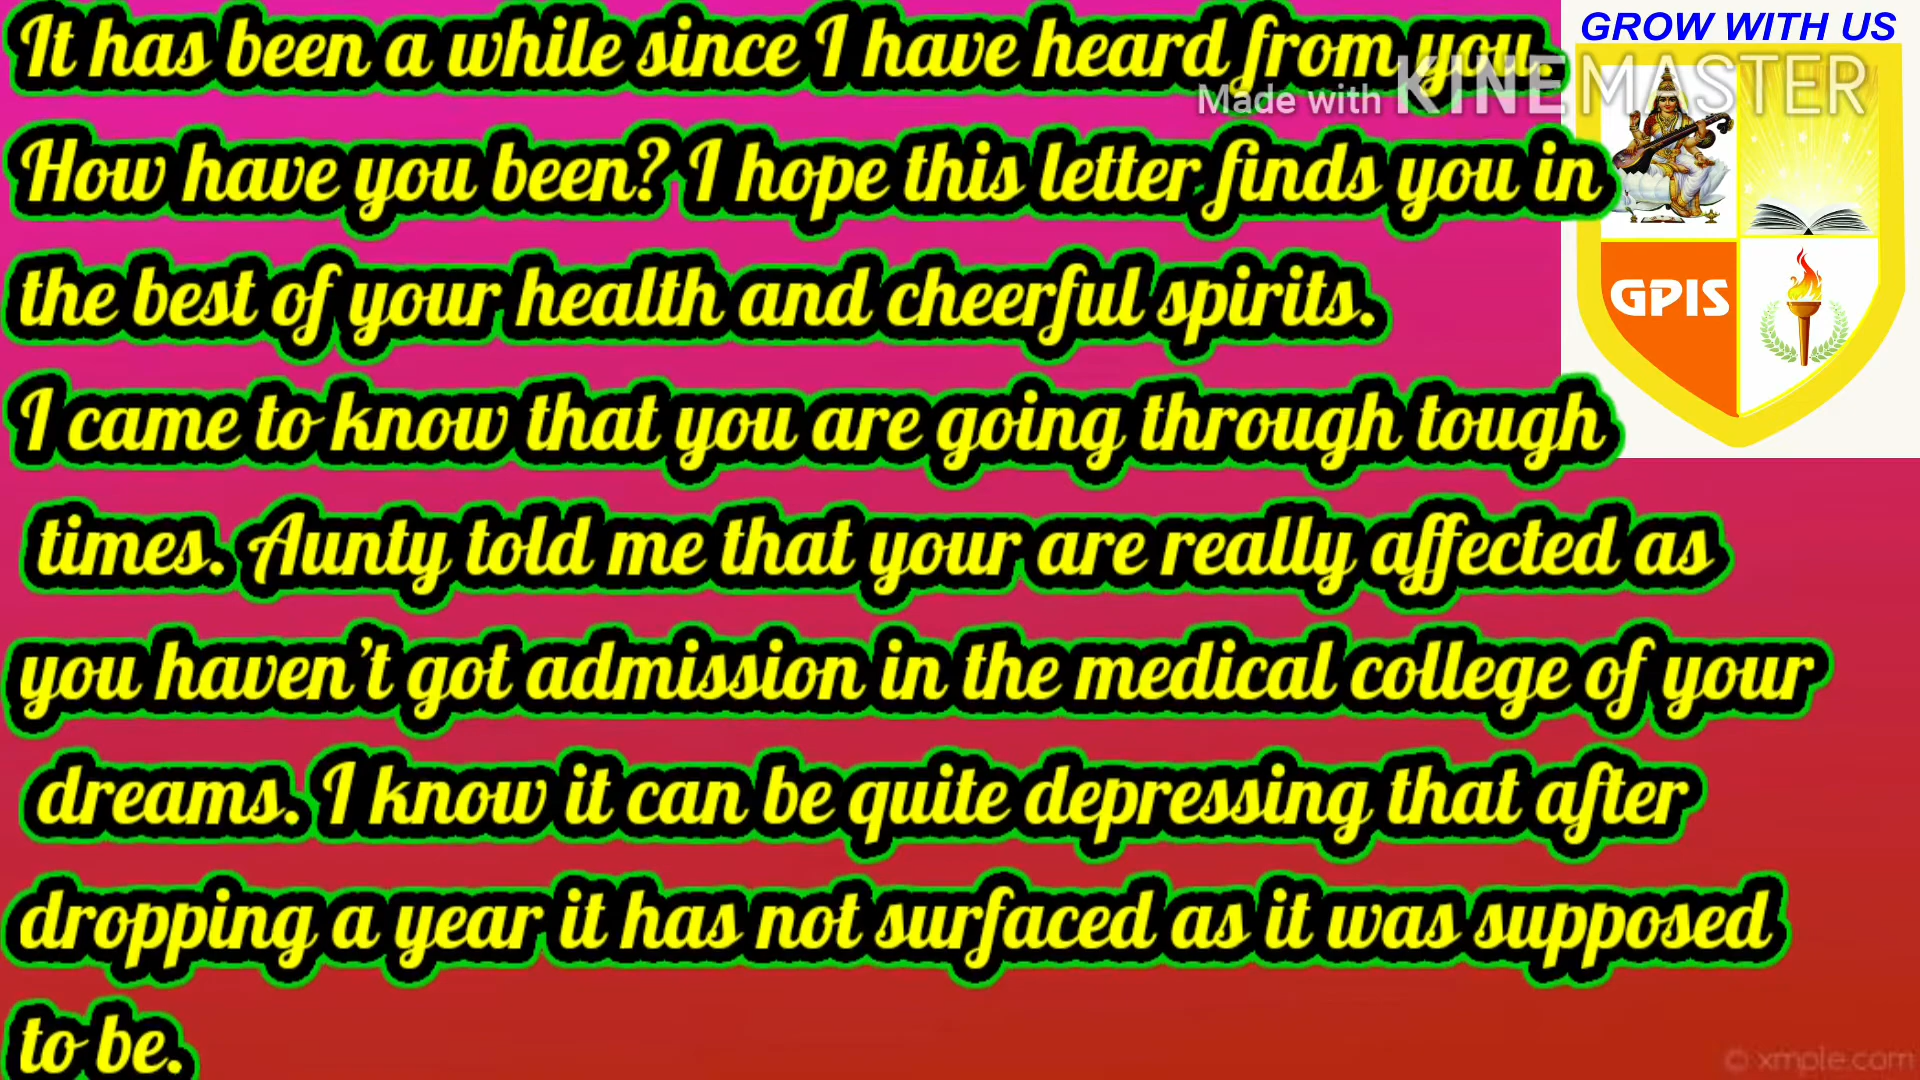 It has been a while since I have heard from you.
How have you been? I hope this letter finds you in
the best of your health and cheerful spirits.
I came to know that you are going through tough
times. Aunty told me that your are really affected as
you haven't got admission in the medical college of your
dreams. I know it can be quite depressing that after
dropping a year it has not surfaced as it was supposed
to be.
GROW WITH US
Made with KINEMASTER
GPIS
© xmple.com